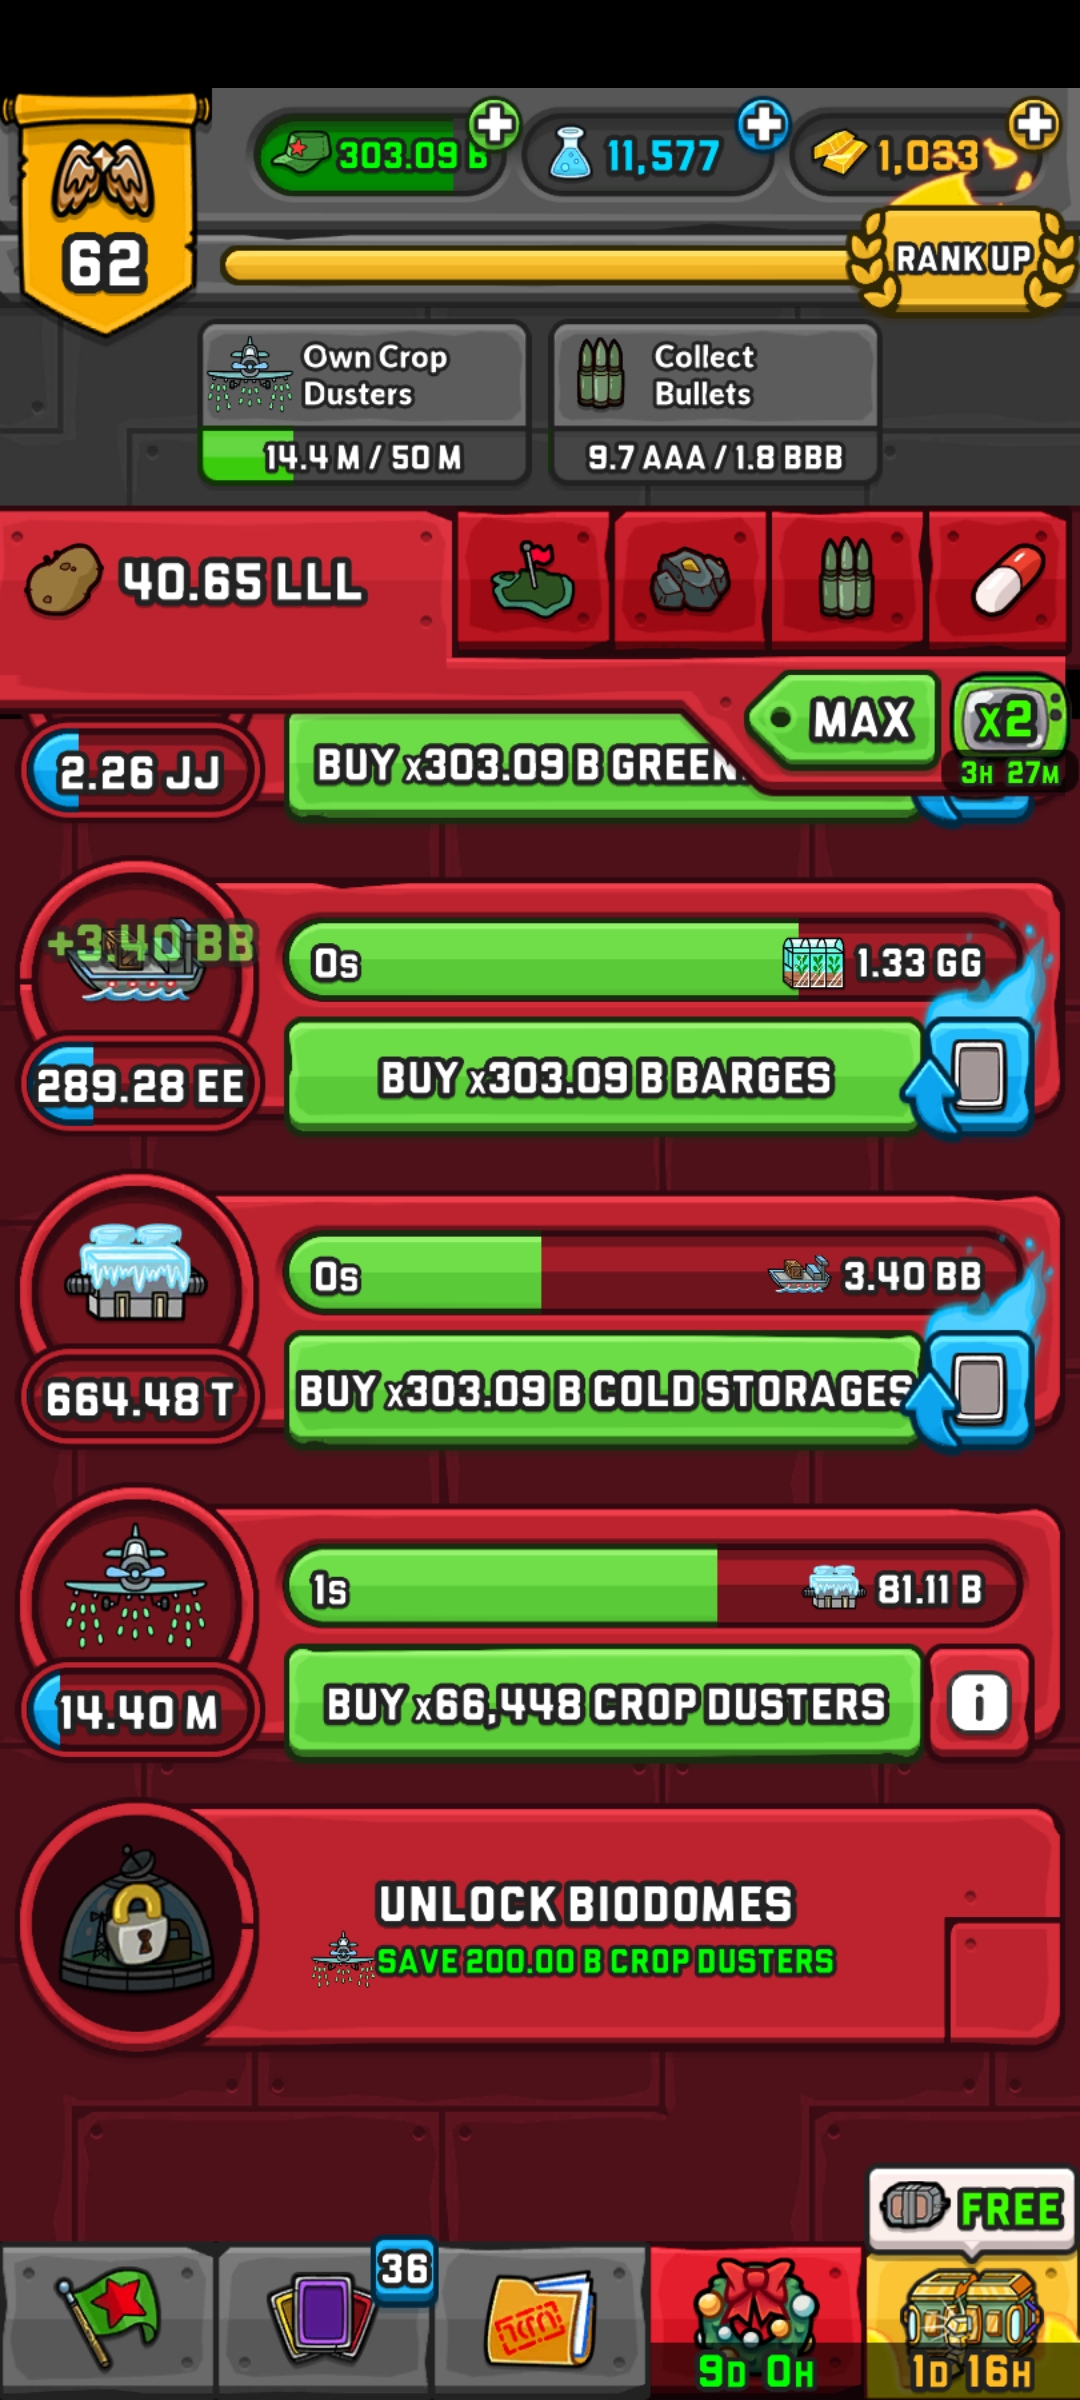 303.09 B
11,577
1,033
62
RANK UP
Own Crop
Dusters
14.4 M / 50 M
Collect
Bullets
9.7 AAA / 1.8 BBB
40.65 LLL
MAX
x2
3H 27M
2.26 JJ
BUY x303.09 B GREEN
+3.40 BB
0s
1.33 GG
289.28 EE
BUY x303.09 B BARGES
0s
3.40 BB
664.48 T
BUY x303.09 B COLD STORAGES
1s
81.11 B
14.40 M
BUY x66,448 CROP DUSTERS
i
UNLOCK BIODOMES
SAVE 200.00 B CROP DUSTERS
FREE
36
9D 0H
1D 16H